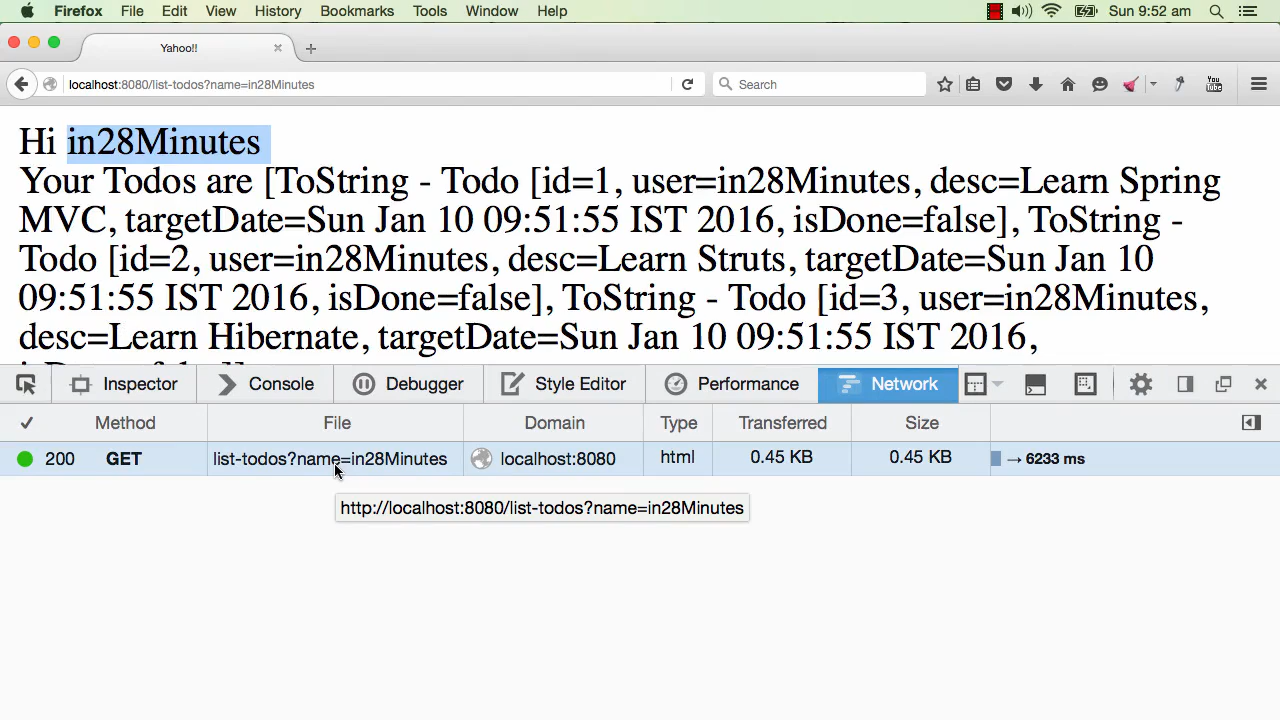 Firefox File Edit View History Bookmarks Tools Window Help Sun 9:52 am
Yahoo!!
localhost:8080/list-todos?name=in28Minutes Search You Tube
Hi in28Minutes
Your Todos are [ToString - Todo [id=1, user=in28Minutes, desc=Learn Spring
MVC, targetDate=Sun Jan 10 09:51:55 IST 2016, isDone=false], ToString -
Todo [id=2, user=in28Minutes, desc=Learn Struts, targetDate=Sun Jan 10
09:51:55 IST 2016, isDone=false], ToString - Todo [id=3, user=in28Minutes,
desc=Learn Hibernate, targetDate=Sun Jan 10 09:51:55 IST 2016,
Inspector Console Debugger Style Editor Performance Network
✓ Method File Domain Type Transferred Size
200 GET list-todos?name=in28Minutes localhost:8080 html 0.45 KB 0.45 KB → 6233 ms
http://localhost:8080/list-todos?name=in28Minutes